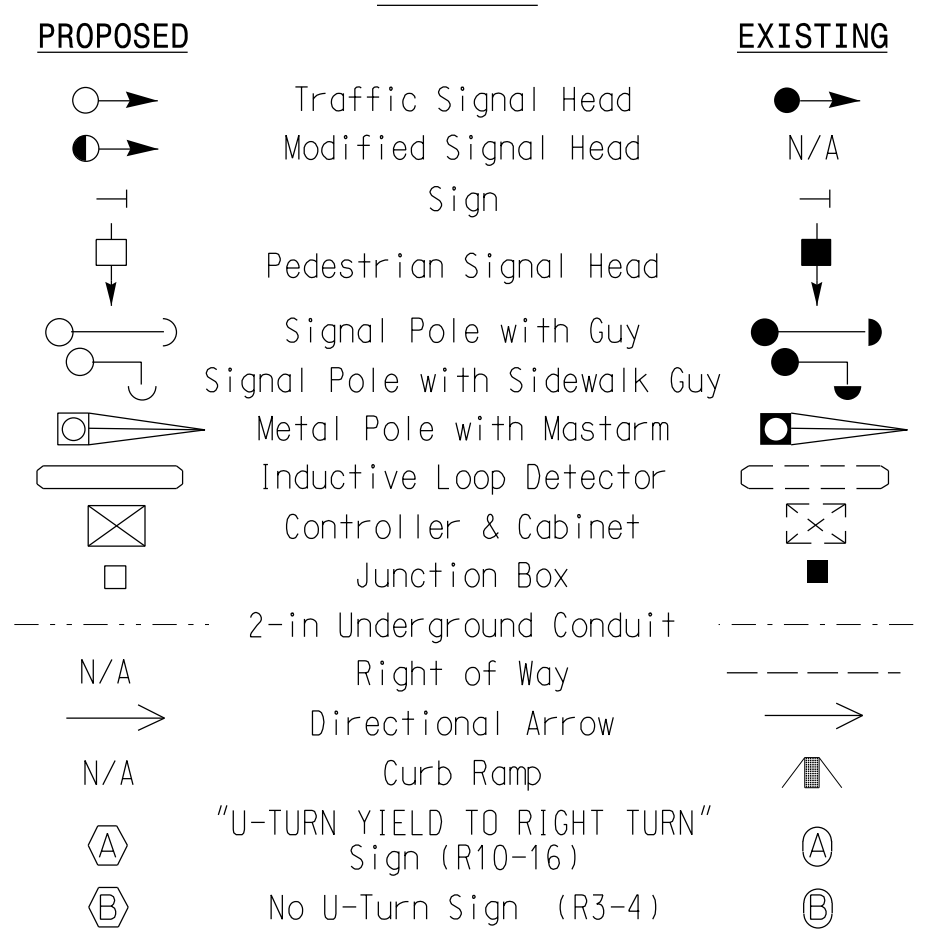 PROPOSED EXISTING
Traffic Signal Head
Modified Signal Head N/A
Sign
Pedestrian Signal Head
Signal Pole with Guy
Signal Pole with Sidewalk Guy
Metal Pole with Mastarm
Inductive Loop Detector
Controller & Cabinet
Junction Box
2-in Underground Conduit
N/A Right of Way
Directional Arrow
N/A Curb Ramp
"U-TURN YIELD TO RIGHT TURN"
A Sign (R10-16) A
B No U-Turn Sign (R3-4) B